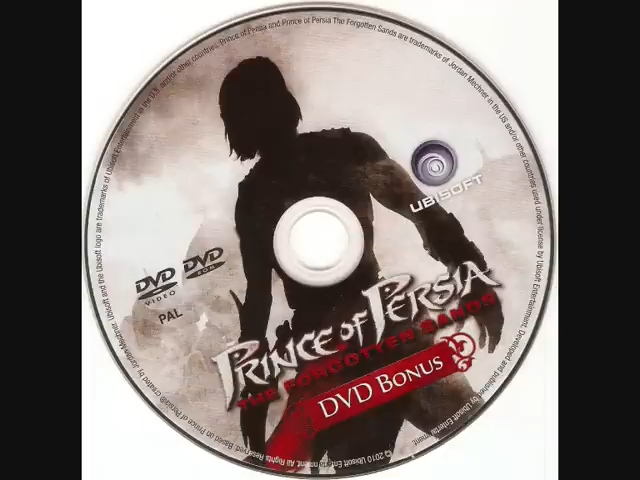 Ubisoft and the Ubisoft logo are trademarks of Ubisoft Entertainment in the U.S. and/or other countries. Prince of Persia and Prince of Persia The Forgotten Sands are trademarks of Jordan Mechner in the US and/or other countries used under license by Ubisoft Entertainment. Developed and published by Ubisoft Entertainment.
UBISOFT
DVD VIDEO
DVD ROM
PAL
PRINCE OF PERSIA
THE FORGOTTEN SANDS
DVD BONUS
© 2010 Ubisoft Entertainment. All Rights Reserved. Based on Prince of Persia® created by Jordan Mechner.